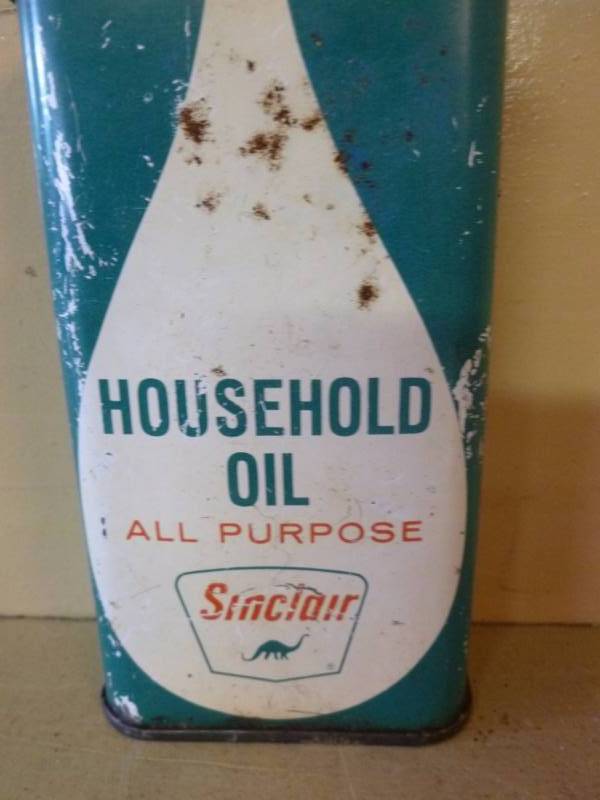 HOUSEHOLD
OIL
ALL PURPOSE
Sinclair
®